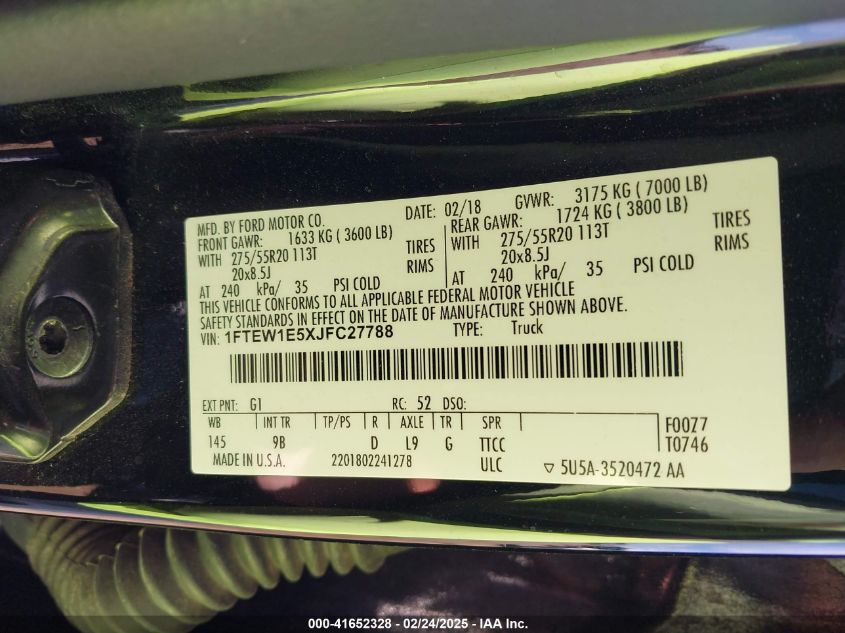 MFD. BY FORD MOTOR CO. DATE: 02/18 GVWR: 3175 KG ( 7000 LB)
FRONT GAWR: 1633 KG ( 3600 LB) REAR GAWR: 1724 KG ( 3800 LB)
WITH 275/55R20 113T TIRES WITH 275/55R20 113T TIRES
20x8.5J RIMS 20x8.5J RIMS
AT 240 kPa/ 35 PSI COLD AT 240 kPa/ 35 PSI COLD
THIS VEHICLE CONFORMS TO ALL APPLICABLE FEDERAL MOTOR VEHICLE
SAFETY STANDARDS IN EFFECT ON THE DATE OF MANUFACTURE SHOWN ABOVE.
VIN: 1FTEW1E5XJFC27788 TYPE: Truck
EXT PNT: G1 RC: 52 DSO:
WB INT TR TP/PS R AXLE TR SPR F0077
145 9B D L9 G TTCC T0746
MADE IN U.S.A. 2201802241278 ULC ▽ 5U5A-3520472 AA
000-41652328 - 02/24/2025 - IAA Inc.